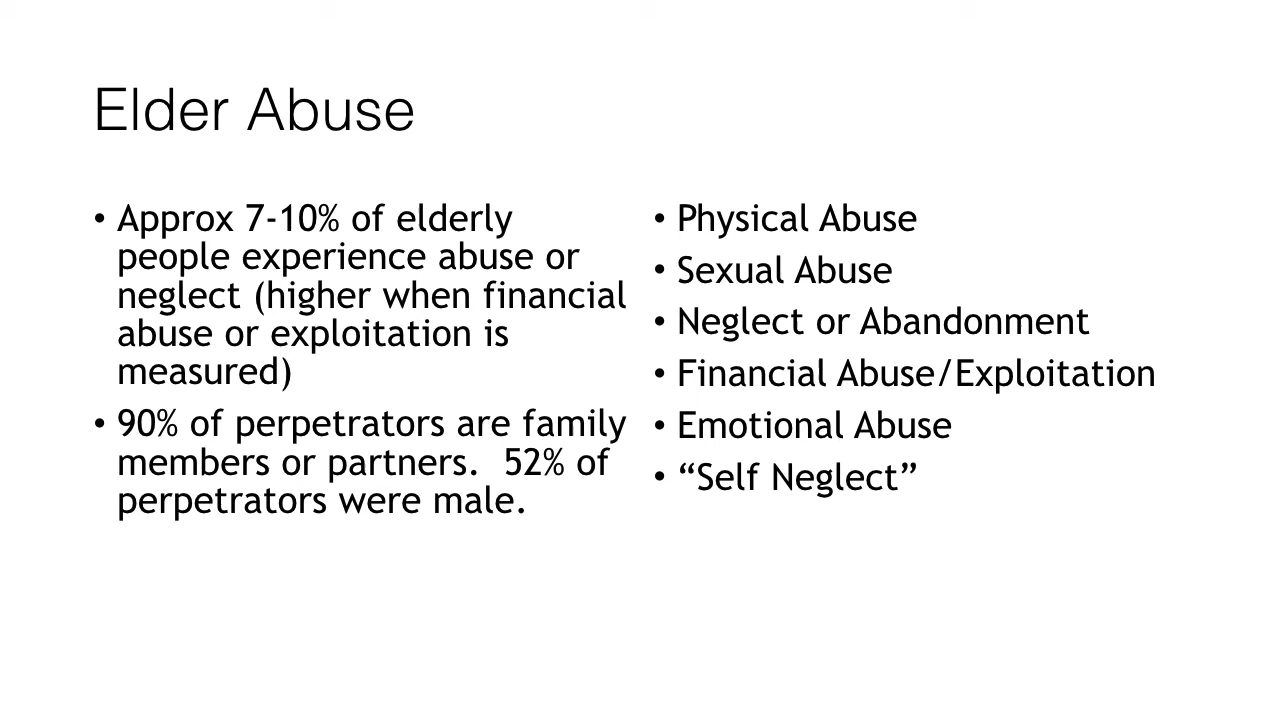 Elder Abuse
• Approx 7-10% of elderly
people experience abuse or
neglect (higher when financial
abuse or exploitation is
measured)
• 90% of perpetrators are family
members or partners.  52% of
perpetrators were male.
• Physical Abuse
• Sexual Abuse
• Neglect or Abandonment
• Financial Abuse/Exploitation
• Emotional Abuse
• “Self Neglect”